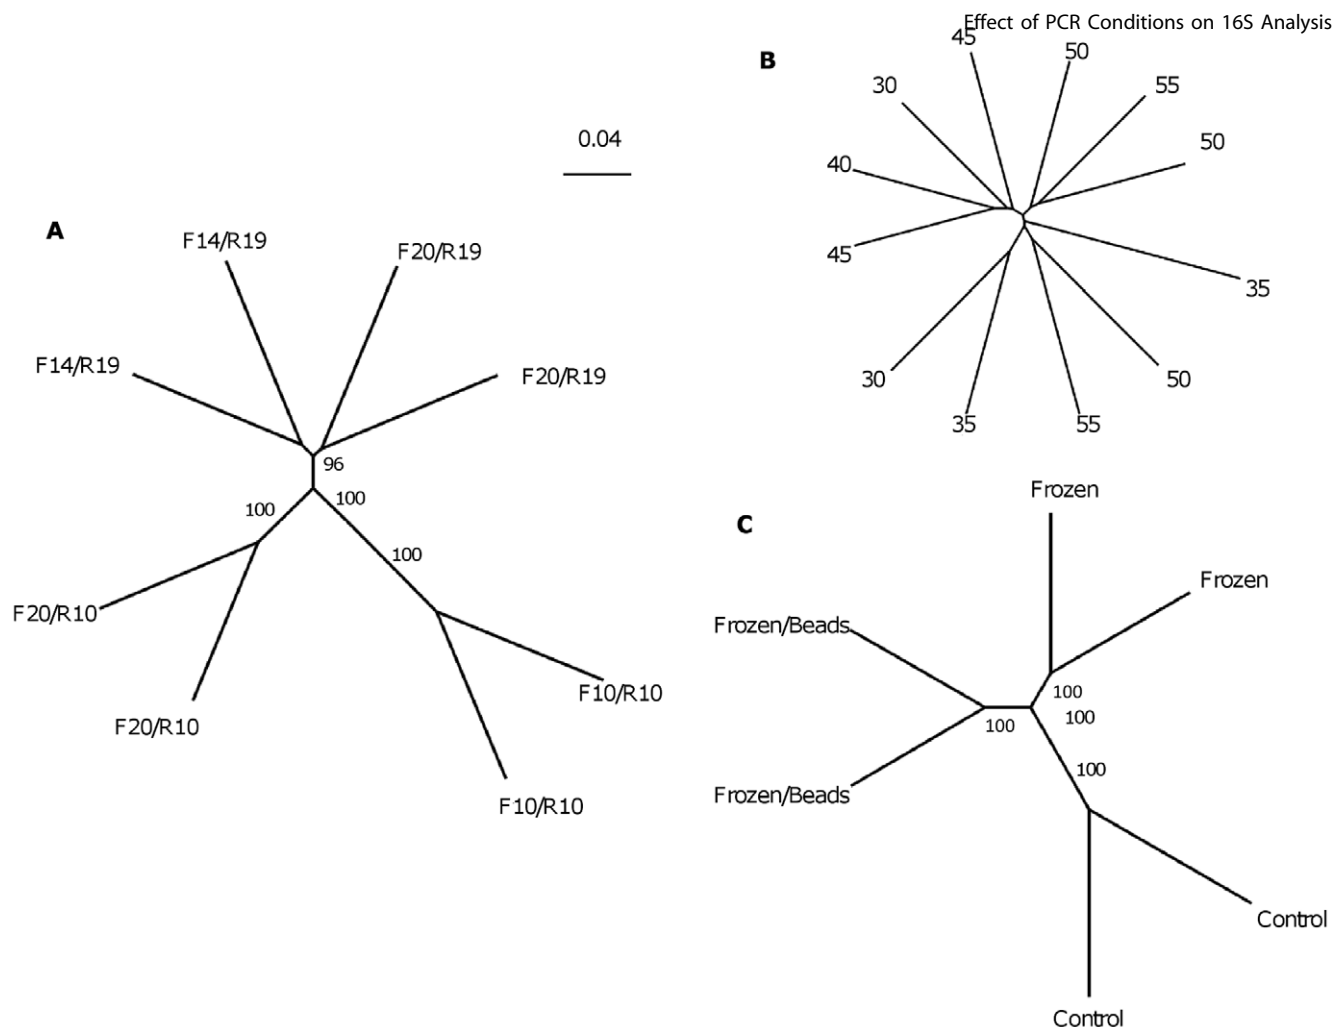 Effect of PCR Conditions on 16S Analysis
B
45
50
30
55
50
40
45
35
30
50
35
55
0.04
A
F14/R19
F20/R19
F14/R19
F20/R19
96
100
100
100
F20/R10
F10/R10
F20/R10
F10/R10
C
Frozen
Frozen
Frozen/Beads
100
100
100
100
Frozen/Beads
Control
Control